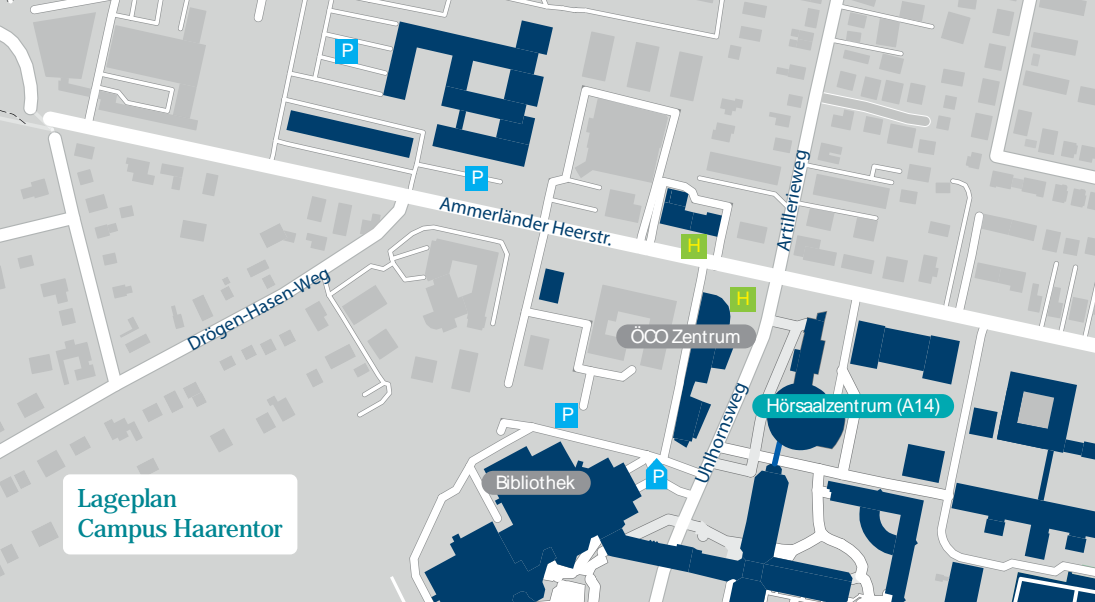 P
P
Ammerländer Heerstr.
Artillerieweg
H
Drögen-Hasen-Weg
H
ÖCO Zentrum
Uhlhornsweg
Hörsaalzentrum (A14)
P
Bibliothek
P
Lageplan
Campus Haarentor